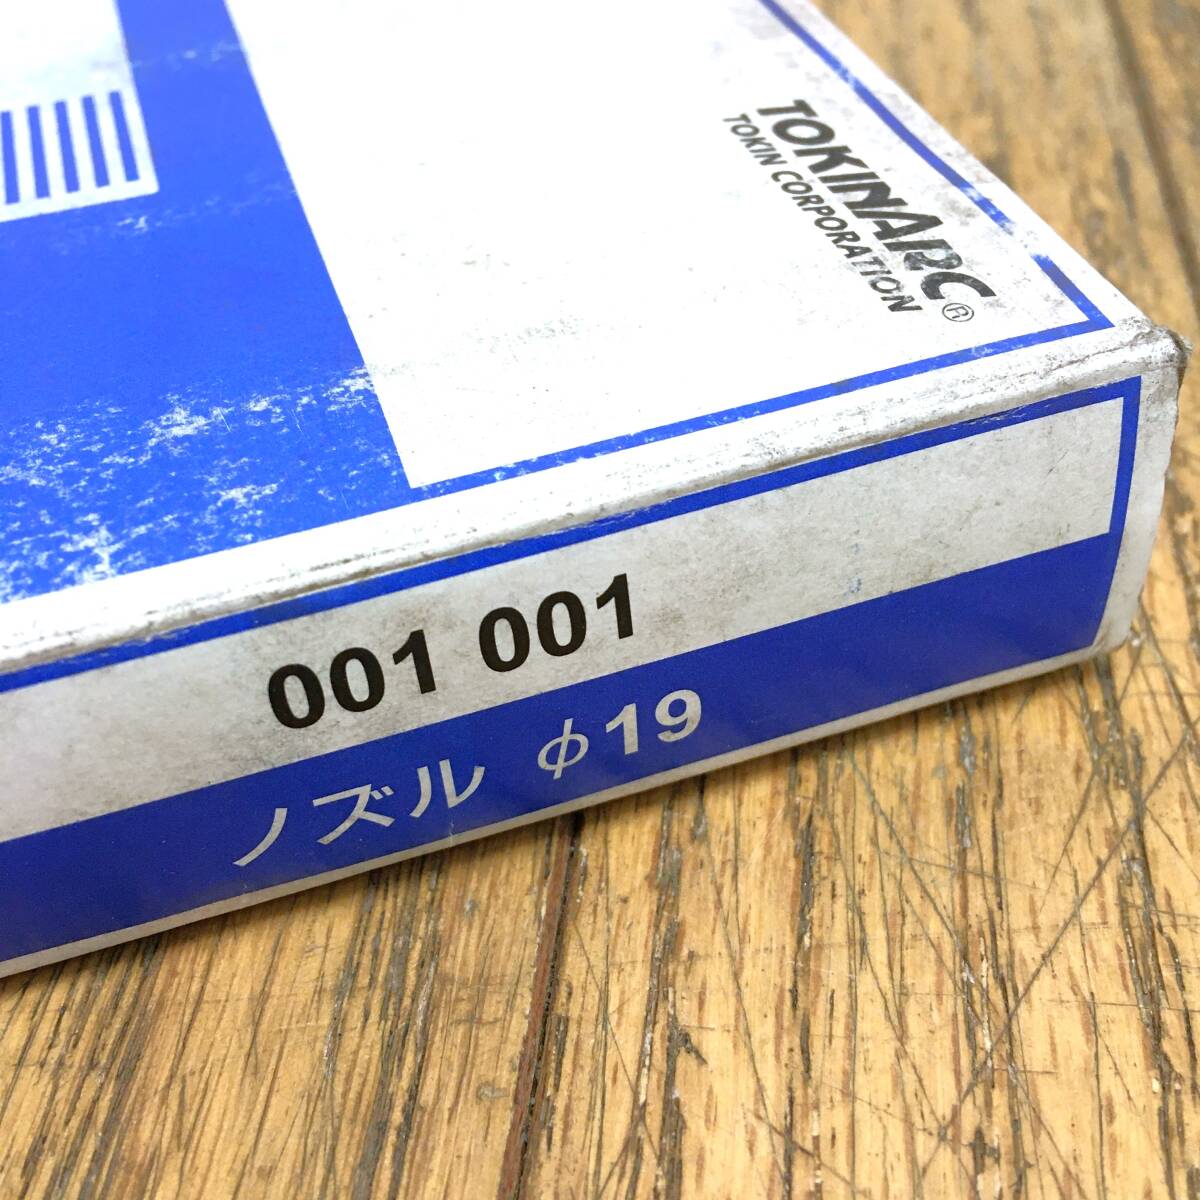 TOKINARC®
TOKIN CORPORATION
001 001
ノズル φ19